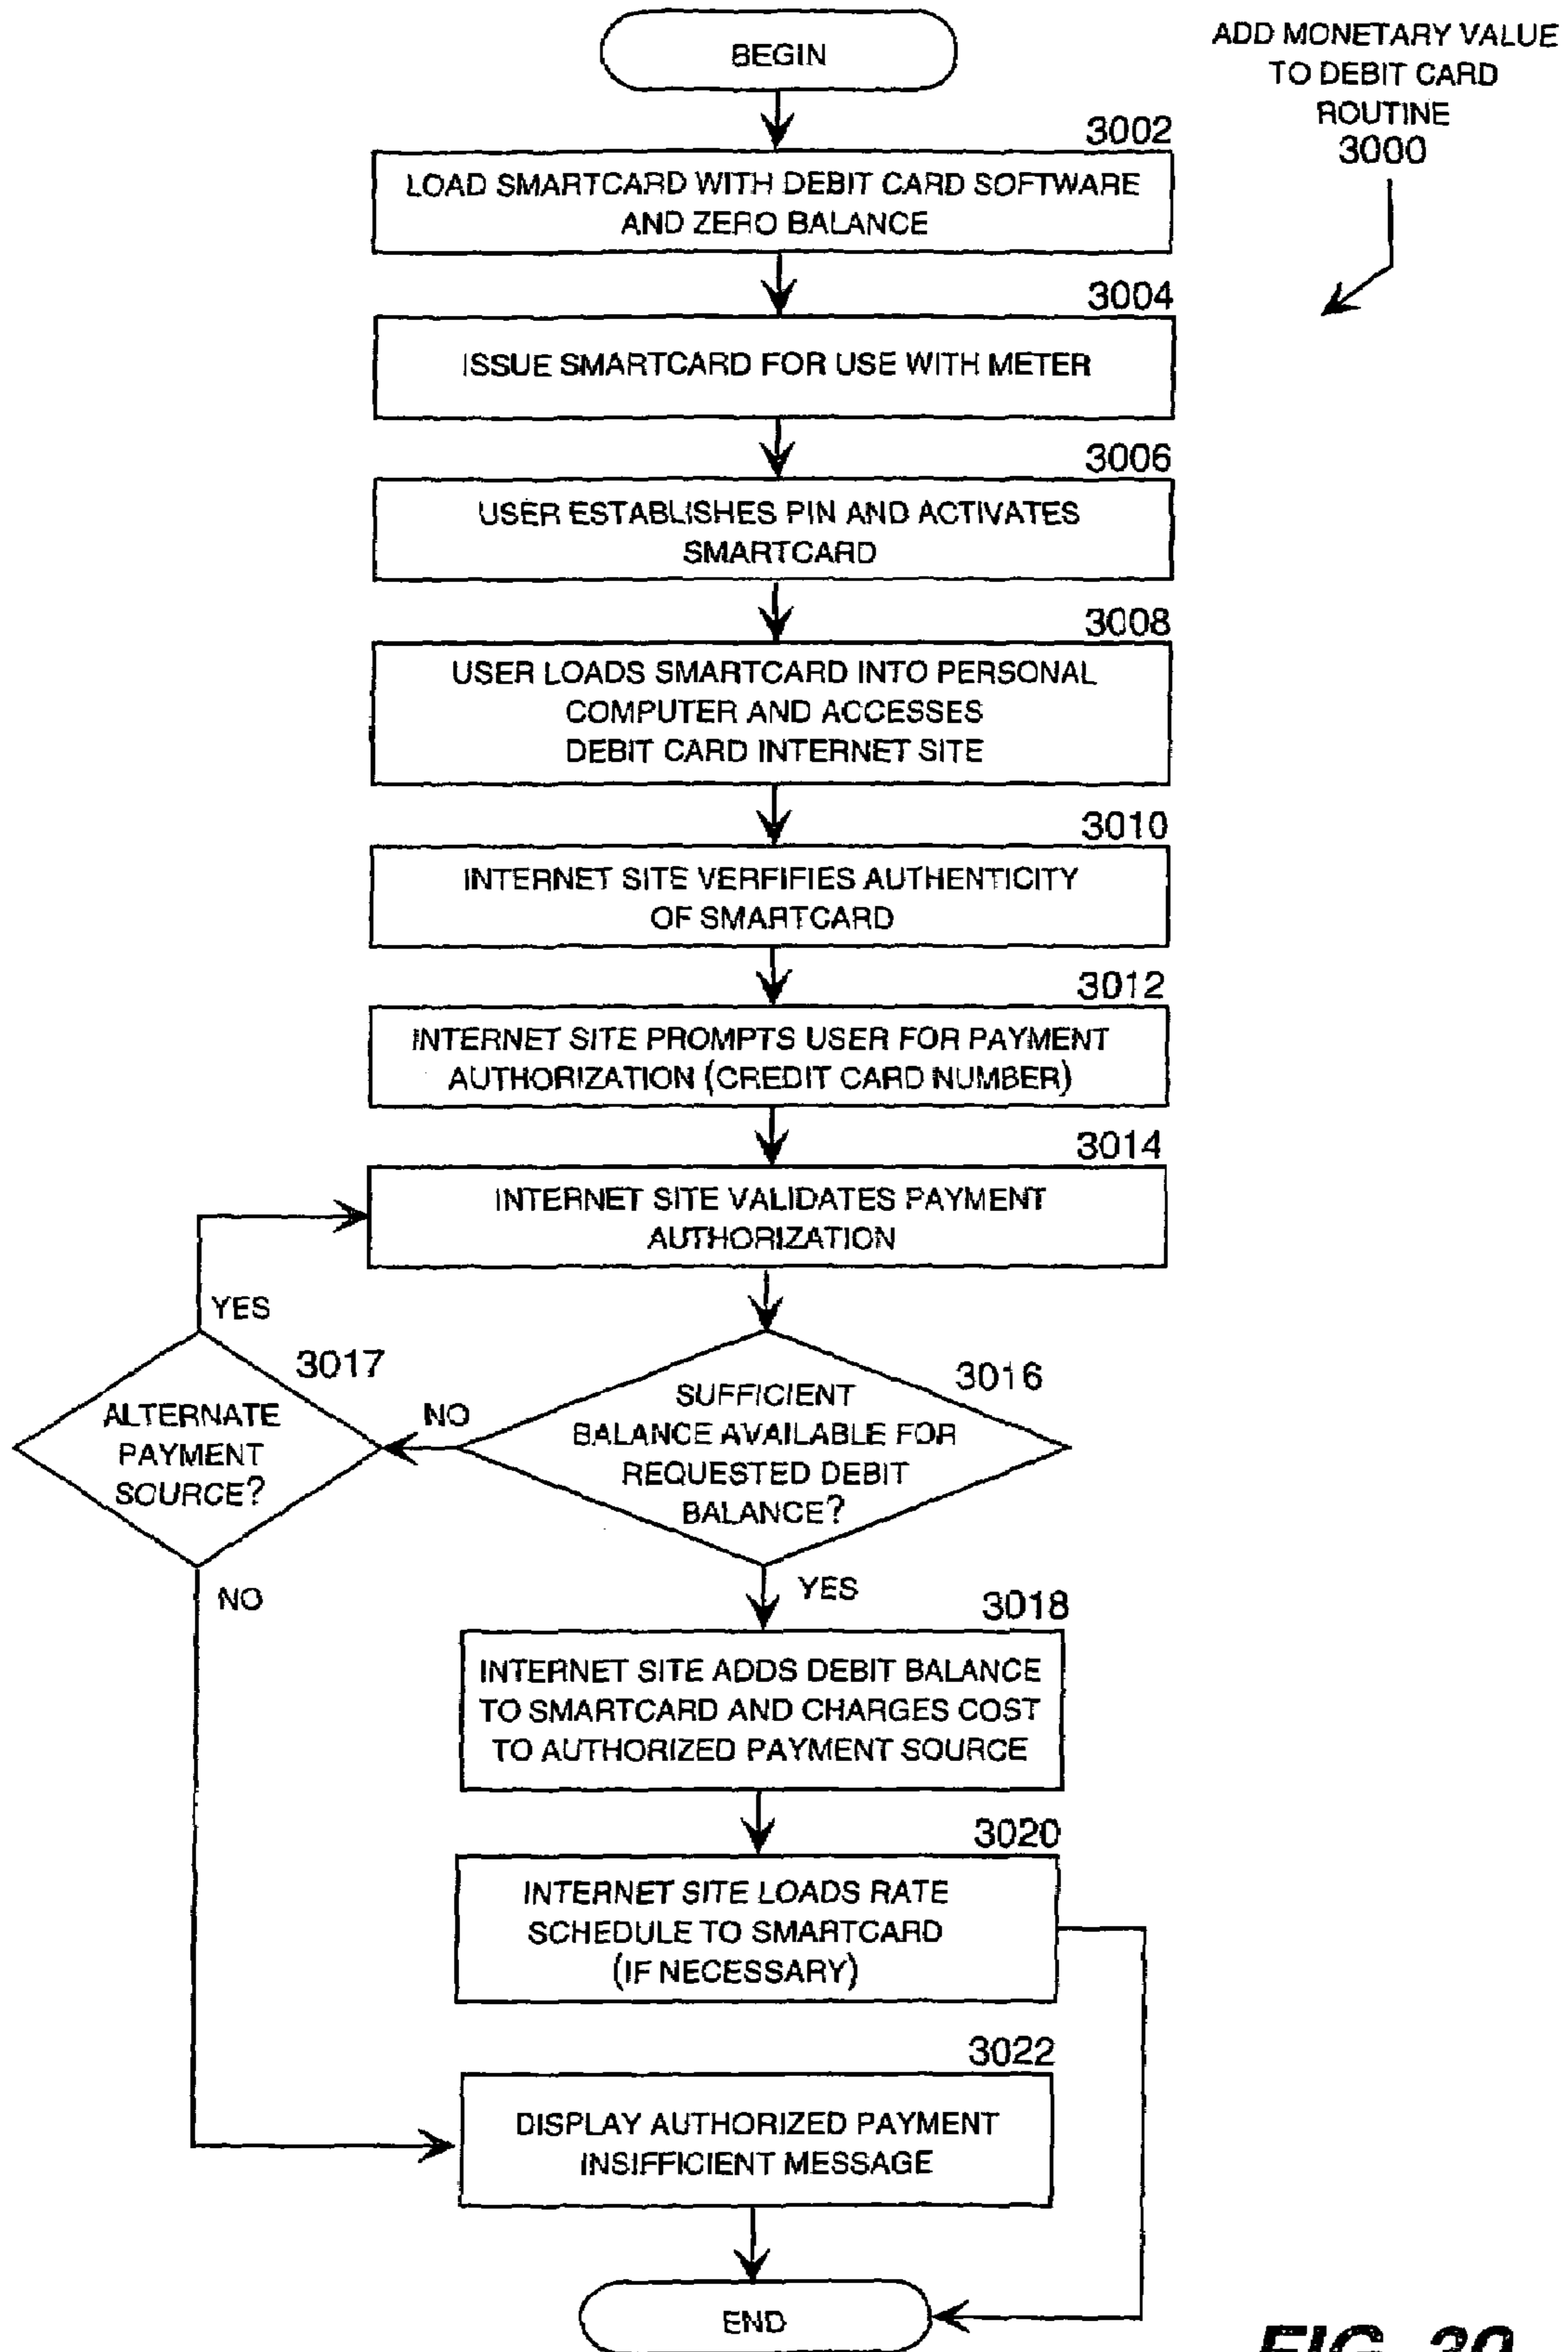 BEGIN
ADD MONETARY VALUE
TO DEBIT CARD
ROUTINE
3000
3002
LOAD SMARTCARD WITH DEBIT CARD SOFTWARE
AND ZERO BALANCE
3004
ISSUE SMARTCARD FOR USE WITH METER
3006
USER ESTABLISHES PIN AND ACTIVATES
SMARTCARD
3008
USER LOADS SMARTCARD INTO PERSONAL
COMPUTER AND ACCESSES
DEBIT CARD INTERNET SITE
3010
INTERNET SITE VERFIFIES AUTHENTICITY
OF SMARTCARD
3012
INTERNET SITE PROMPTS USER FOR PAYMENT
AUTHORIZATION (CREDIT CARD NUMBER)
3014
INTERNET SITE VALIDATES PAYMENT
AUTHORIZATION
YES
3017
ALTERNATE
PAYMENT
SOURCE?
NO
3016
SUFFICIENT
BALANCE AVAILABLE FOR
REQUESTED DEBIT
BALANCE?
NO
YES
3018
INTERNET SITE ADDS DEBIT BALANCE
TO SMARTCARD AND CHARGES COST
TO AUTHORIZED PAYMENT SOURCE
3020
INTERNET SITE LOADS RATE
SCHEDULE TO SMARTCARD
(IF NECESSARY)
3022
DISPLAY AUTHORIZED PAYMENT
INSIFFICIENT MESSAGE
END